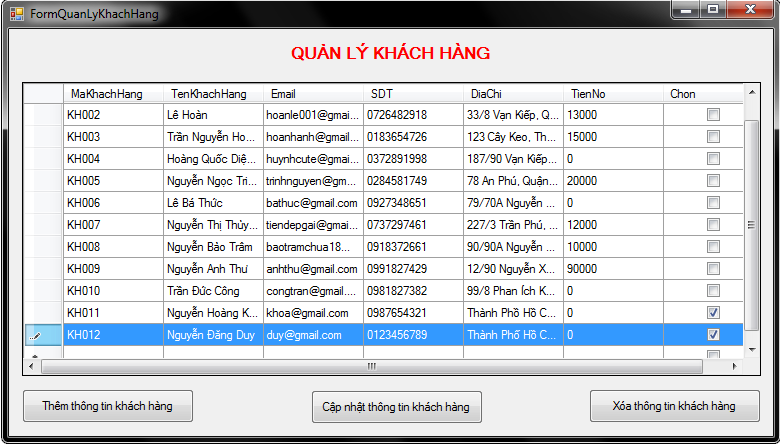 FormQuanLyKhachHang
QUẢN LÝ KHÁCH HÀNG
MaKhachHang TenKhachHang Email SDT DiaChi TienNo Chon
KH002 Lê Hoàn hoanle001@gmai... 0726482918 33/8 Vạn Kiếp, Q... 13000
KH003 Trần Nguyễn Ho... hoanhanh@gmail... 0183654726 123 Cây Keo, Th... 15000
KH004 Hoàng Quốc Diệ... huynhcute@gmai... 0372891998 187/90 Vạn Kiếp... 0
KH005 Nguyễn Ngọc Tri... trinhnguyen@gm... 0284581749 78 An Phú, Quận... 20000
KH006 Lê Bá Thức bathuc@gmail.com 0927348651 79/70A Nguyễn ... 0
KH007 Nguyễn Thị Thủy... tiendepgai@gmai... 0737297461 227/3 Trần Phú, ... 12000
KH008 Nguyễn Bảo Trâm baotramchua18... 0918372661 90/90A Nguyễn ... 10000
KH009 Nguyễn Anh Thư anhthu@gmail.com 0991827429 12/90 Nguyễn X... 90000
KH010 Trần Đức Công congtran@gmail.... 0981827382 99/8 Phan Ích K... 0
KH011 Nguyễn Hoàng K... khoa@gmail.com 0987654321 Thành Phố Hồ C... 0
KH012 Nguyễn Đăng Duy duy@gmail.com 0123456789 Thành Phố Hồ C... 0
Thêm thông tin khách hàng Cập nhật thông tin khách hàng Xóa thông tin khách hàng